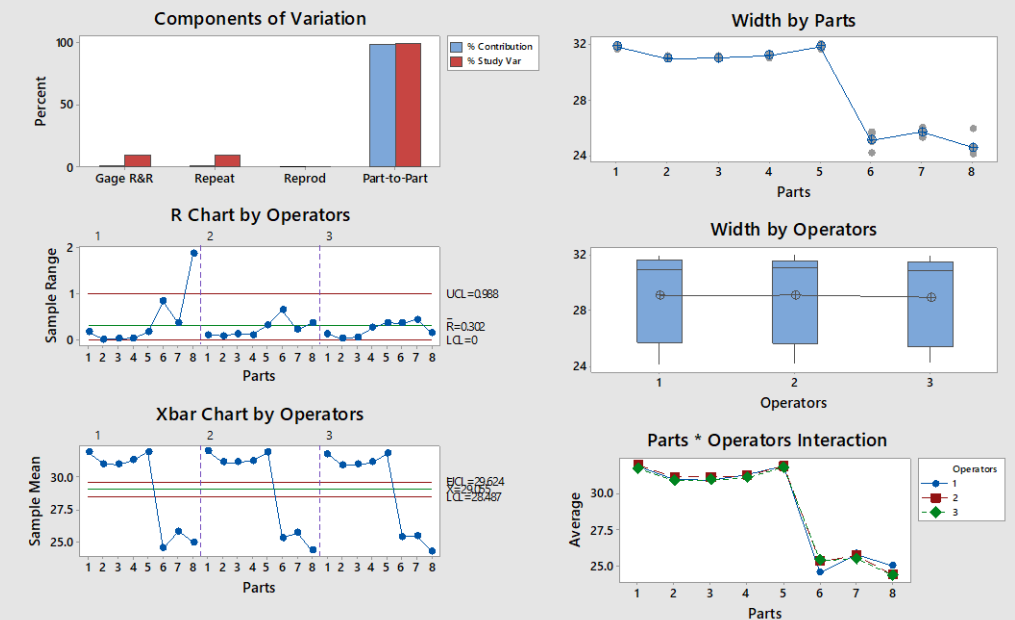 Components of Variation
100
50
0
Percent
Gage R&R Repeat Reprod Part-to-Part
% Contribution
% Study Var
Width by Parts
32
28
24
1 2 3 4 5 6 7 8
Parts
R Chart by Operators
1 2 3
2
1
0
Sample Range
UCL=0.988
R=0.302
LCL=0
1 2 3 4 5 6 7 8 1 2 3 4 5 6 7 8 1 2 3 4 5 6 7 8
Parts
Width by Operators
32
28
24
1 2 3
Operators
Xbar Chart by Operators
1 2 3
30.0
27.5
25.0
Sample Mean
UCL=29.624
LCL=28.487
1 2 3 4 5 6 7 8 1 2 3 4 5 6 7 8 1 2 3 4 5 6 7 8
Parts
Parts * Operators Interaction
30.0
27.5
25.0
Average
1 2 3 4 5 6 7 8
Parts
Operators
1
2
3